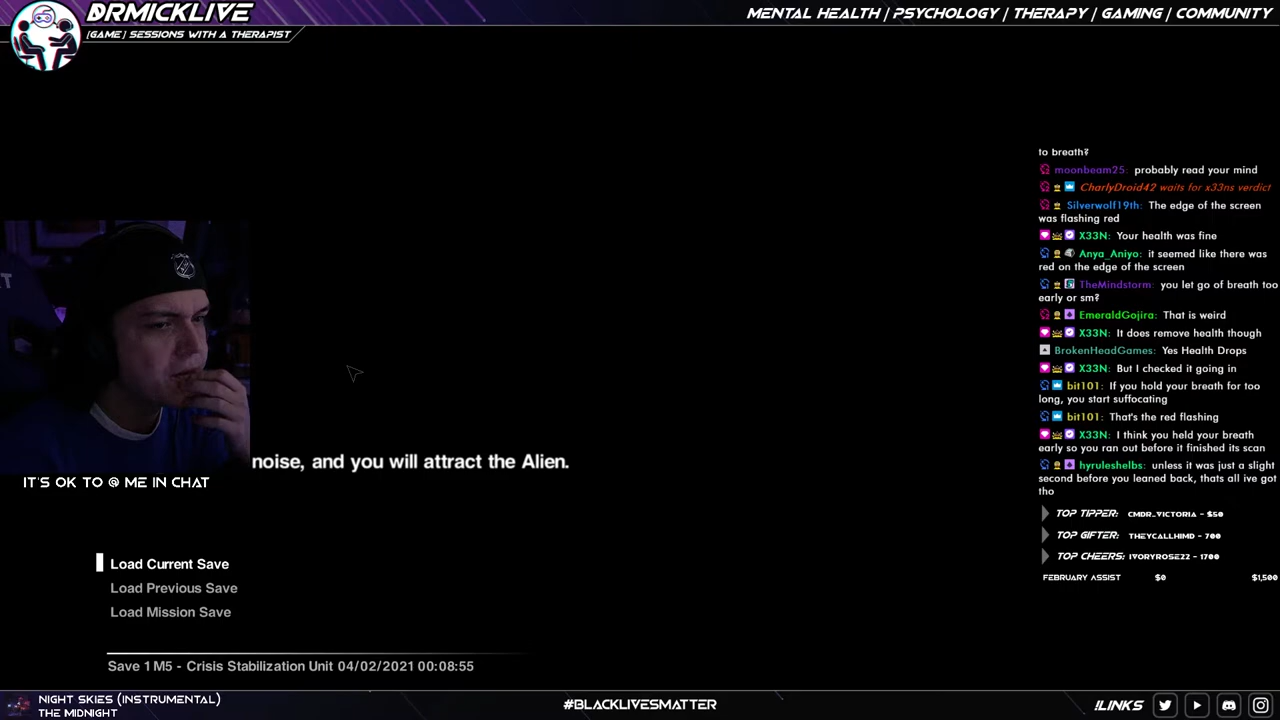 DRMICKLIVE
[GAME] SESSIONS WITH A THERAPIST
MENTAL HEALTH | PSYCHOLOGY | THERAPY | GAMING | COMMUNITY
to breath?
moonbeam25: probably read your mind
CharlyDroid42 waits for x33ns verdict
Silverwolf19th: The edge of the screen
was flashing red
X33N: Your health was fine
Anya_Aniyo: it seemed like there was
red on the edge of the screen
TheMindstorm: you let go of breath too
early or sm?
EmeraldGojira: That is weird
X33N: It does remove health though
BrokenHeadGames: Yes Health Drops
X33N: But I checked it going in
bit101: If you hold your breath for too
long, you start suffocating
bit101: That's the red flashing
X33N: I think you held your breath
early so you ran out before it finished its scan
hyruleshelbs: unless it was just a slight
second before you leaned back, thats all ive got
tho
TOP TIPPER: CMDR_VICTORIA - $50
TOP GIFTER: THEYCALLHIMD - 700
TOP CHEERS: IVORYROSE22 - 1700
FEBRUARY ASSIST $0 $1,500
noise, and you will attract the Alien.
IT'S OK TO @ ME IN CHAT
Load Current Save
Load Previous Save
Load Mission Save
Save 1 M5 - Crisis Stabilization Unit 04/02/2021 00:08:55
NIGHT SKIES (INSTRUMENTAL)
THE MIDNIGHT
#BLACKLIVESMATTER
!LINKS